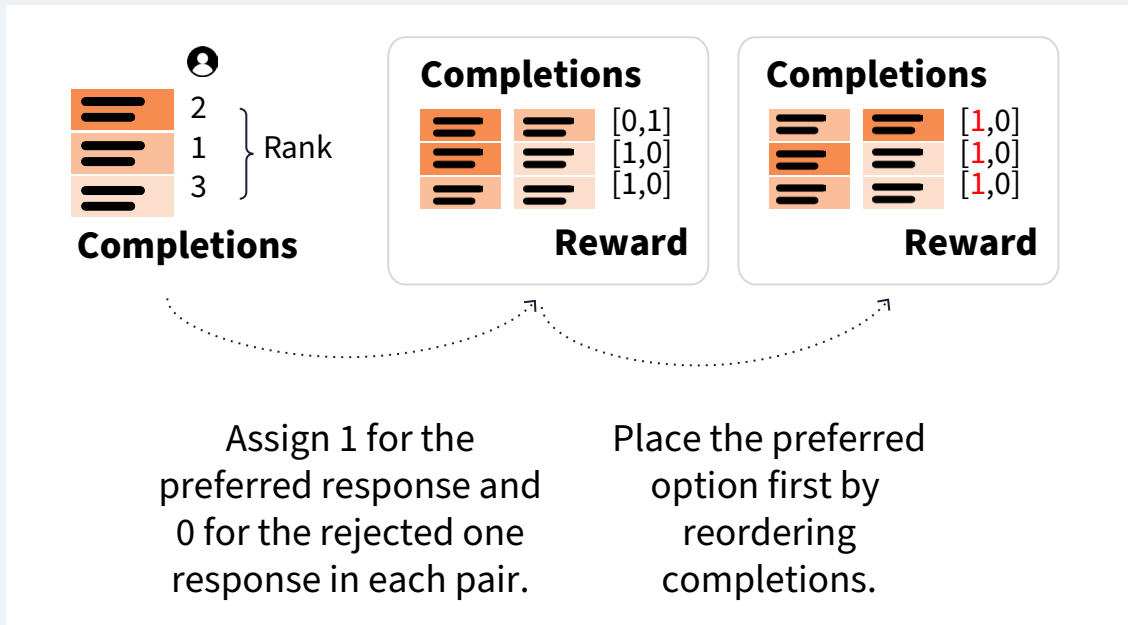 2
1
3
Rank
Completions
Completions
[0,1]
[1,0]
[1,0]
Reward
Completions
[1,0]
[1,0]
[1,0]
Reward
Assign 1 for the
preferred response and
0 for the rejected one
response in each pair.
Place the preferred
option first by
reordering
completions.